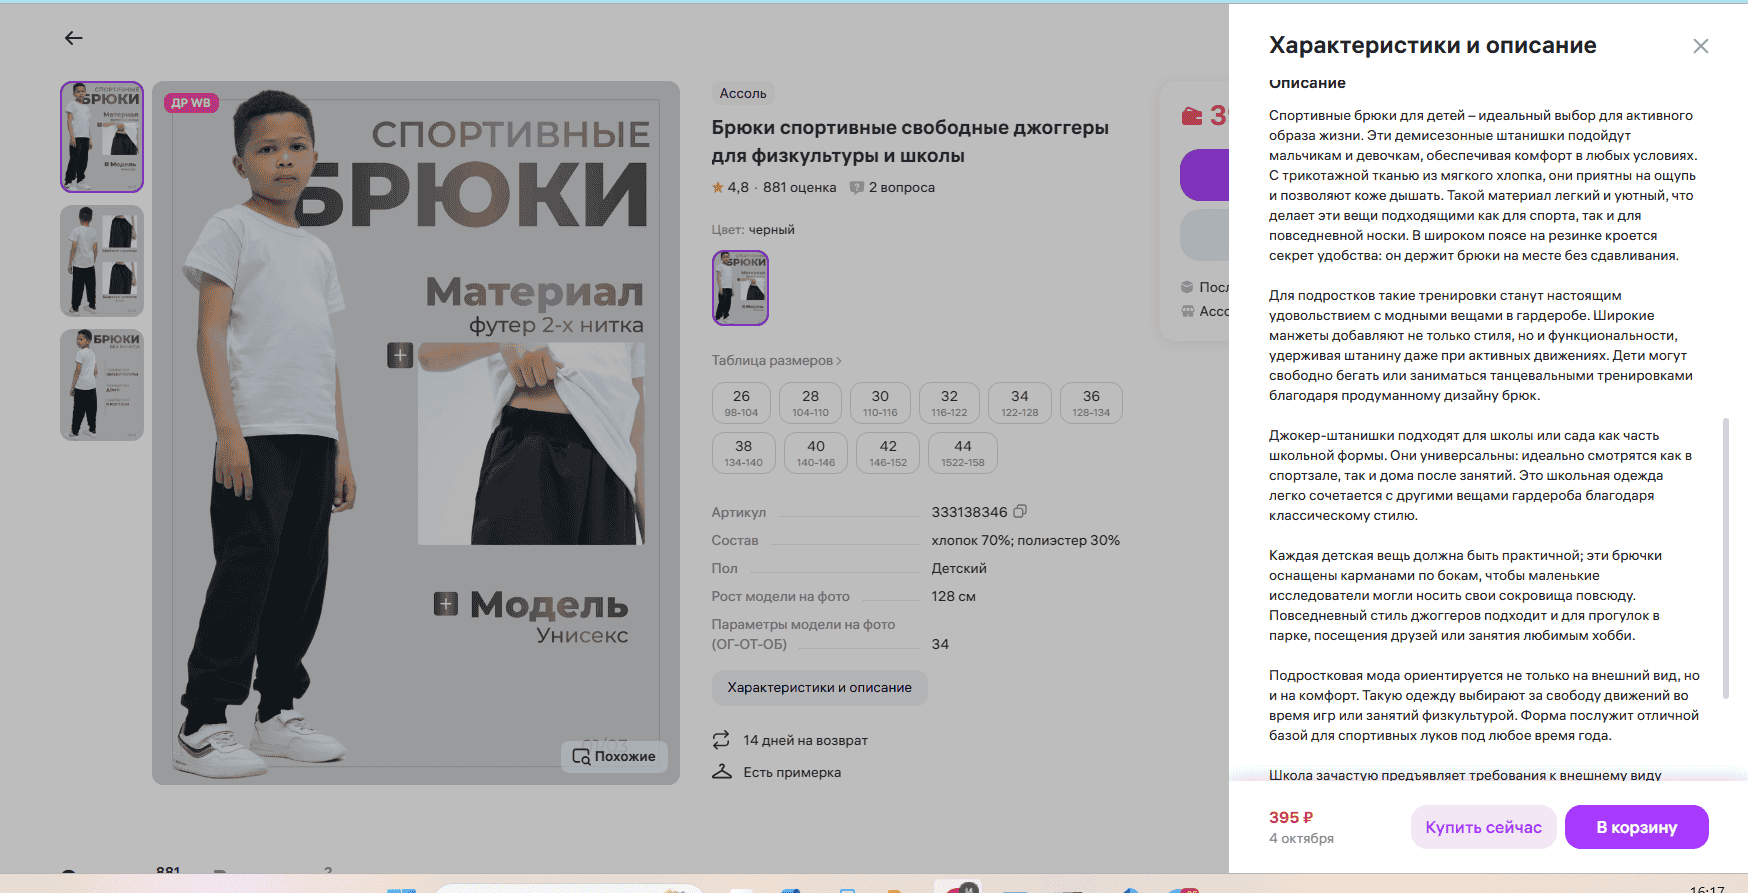 ДР WB
СПОРТИВНЫЕ
БРЮКИ
Материал
футер 2-х нитка
Модель
Унисекс
01/03
Похожие
Ассоль
Брюки спортивные свободные джоггеры
для физкультуры и школы
4,8 · 881 оценка 2 вопроса
Цвет: черный
Таблица размеров
26 28 30 32 34 36
98-104 104-110 110-116 116-122 122-128 128-134
38 40 42 44
134-140 140-146 146-152 1522-158
Артикул 333138346
Состав хлопок 70%; полиэстер 30%
Пол Детский
Рост модели на фото 128 см
Параметры модели на фото
(ОГ-ОТ-ОБ) 34
Характеристики и описание
14 дней на возврат
Есть примерка
881
2
Посл
Ассо
Характеристики и описание
Описание
Спортивные брюки для детей – идеальный выбор для активного
образа жизни. Эти демисезонные штанишки подойдут
мальчикам и девочкам, обеспечивая комфорт в любых условиях.
С трикотажной тканью из мягкого хлопка, они приятны на ощупь
и позволяют коже дышать. Такой материал легкий и уютный, что
делает эти вещи подходящими как для спорта, так и для
повседневной носки. В широком поясе на резинке кроется
секрет удобства: он держит брюки на месте без сдавливания.
Для подростков такие тренировки станут настоящим
удовольствием с модными вещами в гардеробе. Широкие
манжеты добавляют не только стиля, но и функциональности,
удерживая штанину даже при активных движениях. Дети могут
свободно бегать или заниматься танцевальными тренировками
благодаря продуманному дизайну брюк.
Джокер-штанишки подходят для школы или сада как часть
школьной формы. Они универсальны: идеально смотрятся как в
спортзале, так и дома после занятий. Это школьная одежда
легко сочетается с другими вещами гардероба благодаря
классическому стилю.
Каждая детская вещь должна быть практичной; эти брючки
оснащены карманами по бокам, чтобы маленькие
исследователи могли носить свои сокровища повсюду.
Повседневный стиль джоггеров подходит и для прогулок в
парке, посещения друзей или занятия любимым хобби.
Подростковая мода ориентируется не только на внешний вид, но
и на комфорт. Такую одежду выбирают за свободу движений во
время игр или занятий физкультурой. Форма послужит отличной
базой для спортивных луков под любое время года.
Школа зачастую предъявляет требования к внешнему виду
395 ₽
4 октября
Купить сейчас
В корзину
16:17